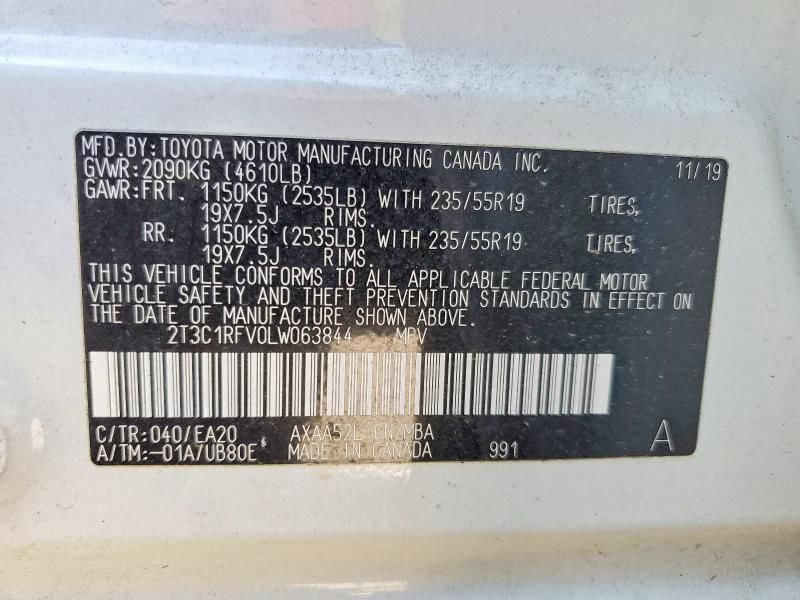 MFD.BY:TOYOTA MOTOR MANUFACTURING CANADA INC. 11/19
GVWR:2090KG (4610LB)
GAWR:FRT. 1150KG (2535LB) WITH 235/55R19 TIRES,
19X7.5J RIMS.
RR. 1150KG (2535LB) WITH 235/55R19 TIRES,
19X7.5J RIMS.
THIS VEHICLE CONFORMS TO ALL APPLICABLE FEDERAL MOTOR
VEHICLE SAFETY AND THEFT PREVENTION STANDARDS IN EFFECT ON
THE DATE OF MANUFACTURE SHOWN ABOVE.
2T3C1RFV0LW063844 MPV
C/TR:040/EA20 AXAA52L-CNZMBA
A/TM:-01A/UB80E MADE IN CANADA 991 A